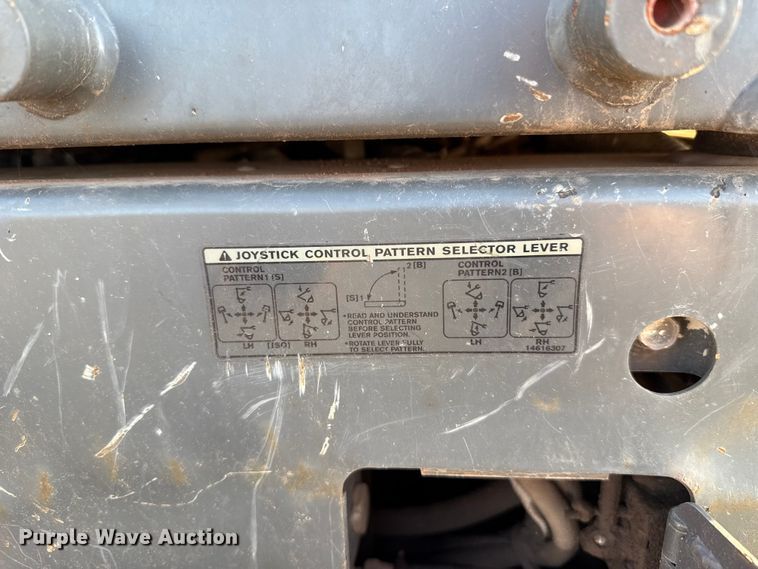 ⚠ JOYSTICK CONTROL PATTERN SELECTOR LEVER
CONTROL
PATTERN1 [S]
LH [ISO] RH
2 [B]
[S] 1
•READ AND UNDERSTAND
CONTROL PATTERN
BEFORE SELECTING
LEVER POSITION.
•ROTATE LEVER FULLY
TO SELECT PATTERN.
CONTROL
PATTERN2 [B]
LH RH
14616307
Purple Wave Auction